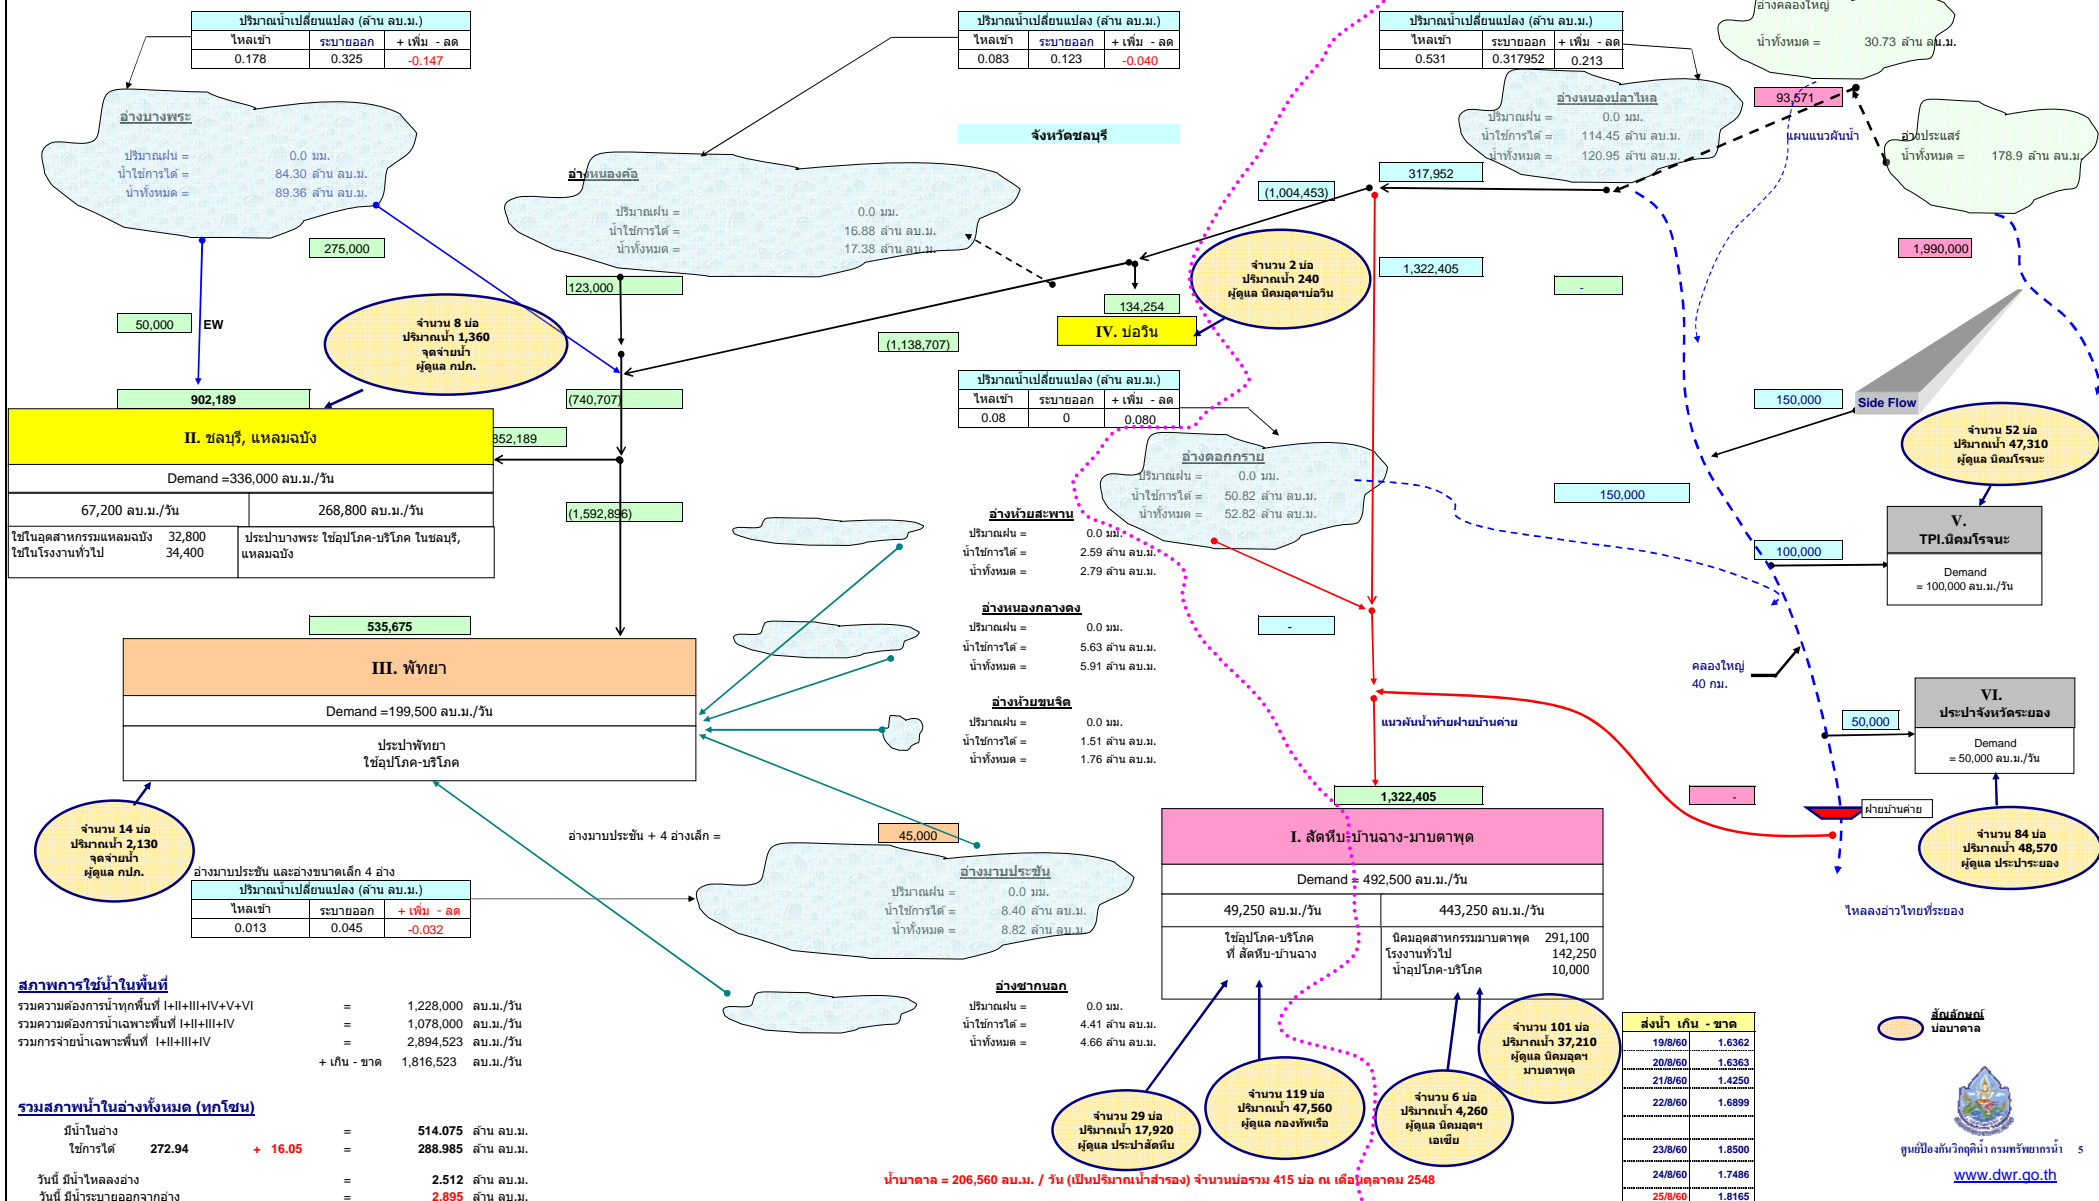 ปริมาณน้ำเปลี่ยนแปลง (ล้าน ลบ.ม.)
ไหลเข้า ระบายออก + เพิ่ม - ลด
0.178 0.325 -0.147
ปริมาณน้ำเปลี่ยนแปลง (ล้าน ลบ.ม.)
ไหลเข้า ระบายออก + เพิ่ม - ลด
0.083 0.123 -0.040
ปริมาณน้ำเปลี่ยนแปลง (ล้าน ลบ.ม.)
ไหลเข้า ระบายออก + เพิ่ม - ลด
0.531 0.317952 0.213
อ่างคลองใหญ่
น้ำทั้งหมด = 30.73 ล้าน ลน.ม.
อ่างบางพระ
ปริมาณฝน = 0.0 มม.
น้ำใช้การได้ = 84.30 ล้าน ลบ.ม.
น้ำทั้งหมด = 89.36 ล้าน ลบ.ม.
จังหวัดชลบุรี
อ่างหนองค้อ
ปริมาณฝน = 0.0 มม.
น้ำใช้การได้ = 16.88 ล้าน ลบ.ม.
น้ำทั้งหมด = 17.38 ล้าน ลบ.ม.
อ่างหนองปลาไหล
ปริมาณฝน = 0.0 มม.
น้ำใช้การได้ = 114.45 ล้าน ลบ.ม.
น้ำทั้งหมด = 120.95 ล้าน ลบ.ม.
93,571
แผนแนวผันน้ำ
อ่างประแสร์
น้ำทั้งหมด = 178.9 ล้าน ลน.ม.
317,952
(1,004,453)
1,990,000
275,000
123,000
1,322,405
-
จำนวน 2 บ่อ
ปริมาณน้ำ 240
ผู้ดูแล นิคมอุตฯบ่อวิน
134,254
IV. บ่อวิน
50,000 EW
จำนวน 8 บ่อ
ปริมาณน้ำ 1,360
จุดจ่ายน้ำ
ผู้ดูแล กปภ.
(1,138,707)
902,189
(740,707)
ปริมาณน้ำเปลี่ยนแปลง (ล้าน ลบ.ม.)
ไหลเข้า ระบายออก + เพิ่ม - ลด
0.08 0 0.080
150,000
Side Flow
II. ชลบุรี, แหลมฉบัง
852,189
Demand =336,000 ลบ.ม./วัน
67,200 ลบ.ม./วัน 268,800 ลบ.ม./วัน
ใช้ในอุตสาหกรรมแหลมฉบัง 32,800
ใช้ในโรงงานทั่วไป 34,400
ประปาบางพระ ใช้อุปโภค-บริโภค ในชลบุรี,
แหลมฉบัง
(1,592,896)
จำนวน 52 บ่อ
ปริมาณน้ำ 47,310
ผู้ดูแล นิคมโรจนะ
อ่างดอกกราย
ปริมาณฝน = 0.0 มม.
น้ำใช้การได้ = 50.82 ล้าน ลบ.ม.
น้ำทั้งหมด = 52.82 ล้าน ลบ.ม.
150,000
อ่างห้วยสะพาน
ปริมาณฝน = 0.0 มม.
น้ำใช้การได้ = 2.59 ล้าน ลบ.ม.
น้ำทั้งหมด = 2.79 ล้าน ลบ.ม.
V.
TPI.นิคมโรจนะ
100,000
Demand
= 100,000 ลบ.ม./วัน
อ่างหนองกลางดง
ปริมาณฝน = 0.0 มม.
น้ำใช้การได้ = 5.63 ล้าน ลบ.ม.
น้ำทั้งหมด = 5.91 ล้าน ลบ.ม.
535,675
-
III. พัทยา
Demand =199,500 ลบ.ม./วัน
ประปาพัทยา
ใช้อุปโภค-บริโภค
คลองใหญ่
40 กม.
อ่างห้วยขุนจิต
ปริมาณฝน = 0.0 มม.
น้ำใช้การได้ = 1.51 ล้าน ลบ.ม.
น้ำทั้งหมด = 1.76 ล้าน ลบ.ม.
แนวผันน้ำท้ายฝายบ้านค่าย
VI.
ประปาจังหวัดระยอง
50,000
Demand
= 50,000 ลบ.ม./วัน
1,322,405
-
ฝายบ้านค่าย
จำนวน 14 บ่อ
ปริมาณน้ำ 2,130
จุดจ่ายน้ำ
ผู้ดูแล กปภ.
อ่างมาบประชัน + 4 อ่างเล็ก = 45,000
I. สัตหีบ-บ้านฉาง-มาบตาพุด
Demand = 492,500 ลบ.ม./วัน
49,250 ลบ.ม./วัน 443,250 ลบ.ม./วัน
ใช้อุปโภค-บริโภค
ที่ สัตหีบ-บ้านฉาง
นิคมอุตสาหกรรมมาบตาพุด 291,100
โรงงานทั่วไป 142,250
น้ำอุปโภค-บริโภค 10,000
จำนวน 84 บ่อ
ปริมาณน้ำ 48,570
ผู้ดูแล ประปาระยอง
อ่างมาบประชัน และอ่างขนาดเล็ก 4 อ่าง
ปริมาณน้ำเปลี่ยนแปลง (ล้าน ลบ.ม.)
ไหลเข้า ระบายออก + เพิ่ม - ลด
0.013 0.045 -0.032
อ่างมาบประชัน
ปริมาณฝน = 0.0 มม.
น้ำใช้การได้ = 8.40 ล้าน ลบ.ม.
น้ำทั้งหมด = 8.82 ล้าน ลบ.ม.
ไหลลงอ่าวไทยที่ระยอง
สภาพการใช้น้ำในพื้นที่
รวมความต้องการน้ำทุกพื้นที่ I+II+III+IV+V+VI = 1,228,000 ลบ.ม./วัน
รวมความต้องการน้ำเฉพาะพื้นที่ I+II+III+IV = 1,078,000 ลบ.ม./วัน
รวมการจ่ายน้ำเฉพาะพื้นที่ I+II+III+IV = 2,894,523 ลบ.ม./วัน
+ เกิน - ขาด 1,816,523 ลบ.ม./วัน
อ่างซากนอก
ปริมาณฝน = 0.0 มม.
น้ำใช้การได้ = 4.41 ล้าน ลบ.ม.
น้ำทั้งหมด = 4.66 ล้าน ลบ.ม.
จำนวน 101 บ่อ
ปริมาณน้ำ 37,210
ผู้ดูแล นิคมอุตฯ
มาบตาพุด
จำนวน 29 บ่อ
ปริมาณน้ำ 17,920
ผู้ดูแล ประปาสัตหีบ
จำนวน 119 บ่อ
ปริมาณน้ำ 47,560
ผู้ดูแล กองทัพเรือ
จำนวน 6 บ่อ
ปริมาณน้ำ 4,260
ผู้ดูแล นิคมอุตฯ
เอเซีย
ส่งน้ำ เกิน - ขาด
19/8/60 1.6362
20/8/60 1.6363
21/8/60 1.4250
22/8/60 1.6899
23/8/60 1.8500
24/8/60 1.7486
25/8/60 1.8165
สัญลักษณ์
บ่อบาดาล
รวมสภาพน้ำในอ่างทั้งหมด (ทุกโซน)
มีน้ำในอ่าง = 514.075 ล้าน ลบ.ม.
ใช้การได้ 272.94 + 16.05 = 288.985 ล้าน ลบ.ม.
วันนี้ มีน้ำไหลลงอ่าง = 2.512 ล้าน ลบ.ม.
วันนี้ มีน้ำระบายออกจากอ่าง = 2.895 ล้าน ลบ.ม.
น้ำบาดาล = 206,560 ลบ.ม. / วัน (เป็นปริมาณน้ำสำรอง) จำนวนบ่อรวม 415 บ่อ ณ เดือนตุลาคม 2548
ศูนย์ป้องกันวิกฤติน้ำ กรมทรัพยากรน้ำ 5
www.dwr.go.th